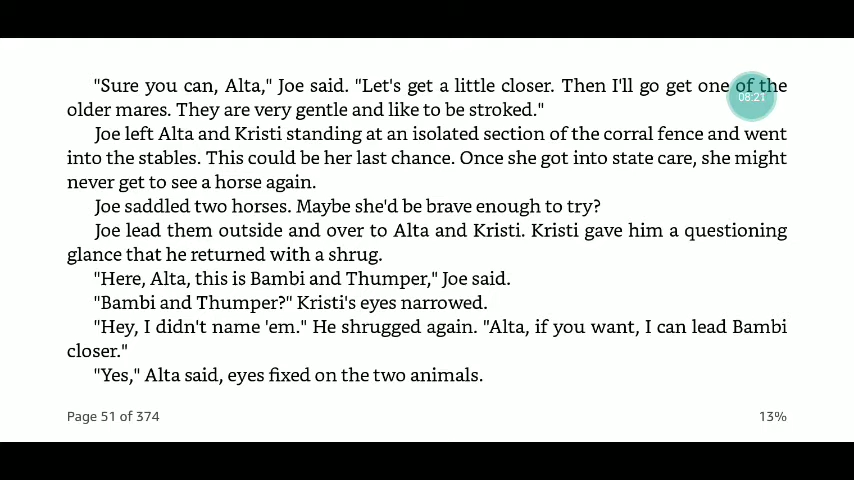 "Sure you can, Alta," Joe said. "Let's get a little closer. Then I'll go get one of the
08:21
older mares. They are very gentle and like to be stroked."
Joe left Alta and Kristi standing at an isolated section of the corral fence and went
into the stables. This could be her last chance. Once she got into state care, she might
never get to see a horse again.
Joe saddled two horses. Maybe she'd be brave enough to try?
Joe lead them outside and over to Alta and Kristi. Kristi gave him a questioning
glance that he returned with a shrug.
"Here, Alta, this is Bambi and Thumper," Joe said.
"Bambi and Thumper?" Kristi's eyes narrowed.
"Hey, I didn't name 'em." He shrugged again. "Alta, if you want, I can lead Bambi
closer."
"Yes," Alta said, eyes fixed on the two animals.
Page 51 of 374
13%